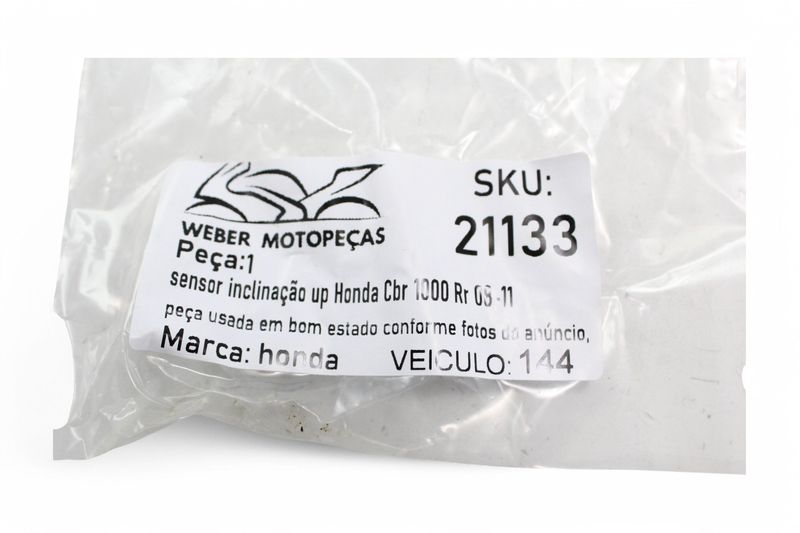 WEBER MOTOPEÇAS
SKU:
21133
Peça:1
sensor inclinação up Honda Cbr 1000 Rr 08-11
peça usada em bom estado conforme fotos do anúncio,
Marca: honda
VEICULO: 144